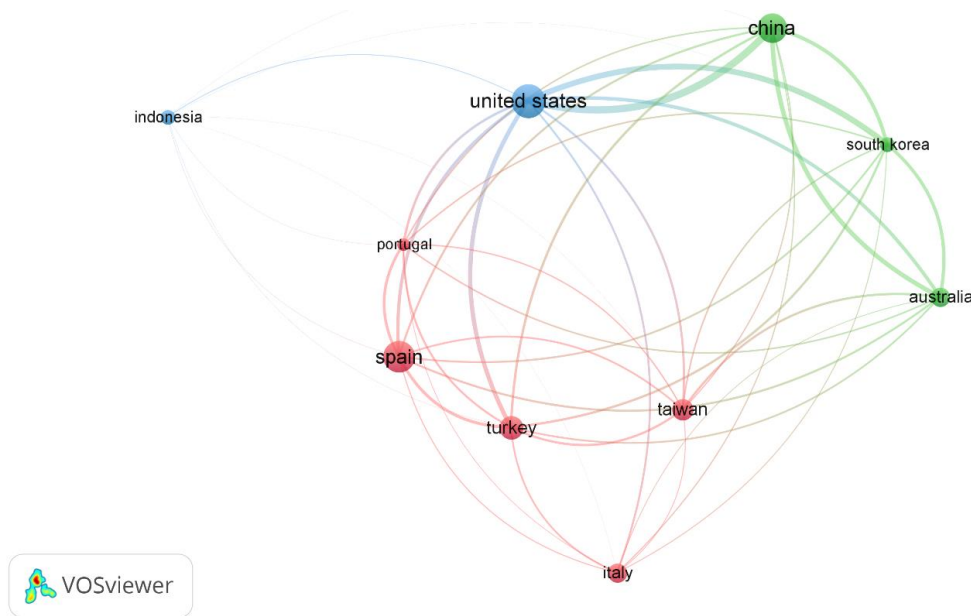 china
united states
indonesia
south korea
portugal
australia
spain
taiwan
turkey
italy
VOSviewer